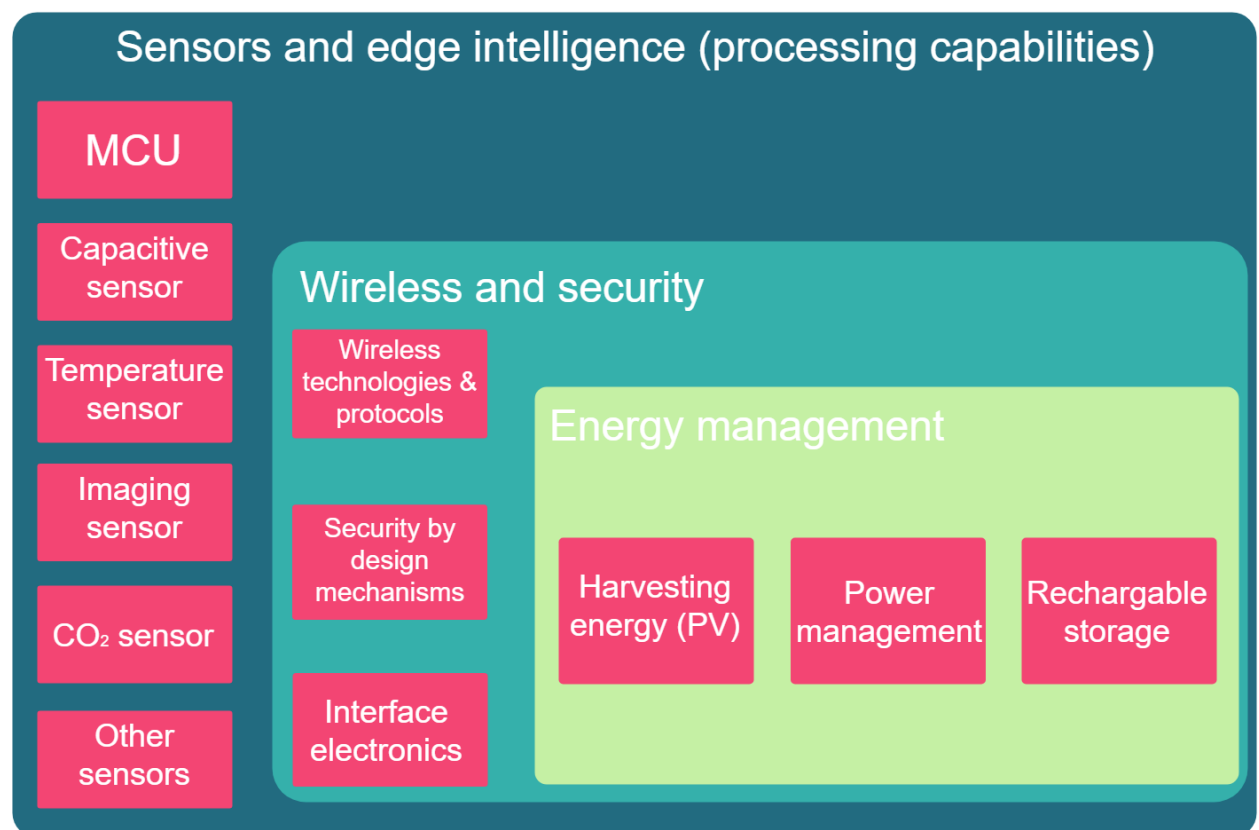 Sensors and edge intelligence (processing capabilities)
MCU
Capacitive
sensor
Temperature
sensor
Imaging
sensor
CO₂ sensor
Other
sensors
Wireless and security
Wireless
technologies &
protocols
Security by
design
mechanisms
Interface
electronics
Energy management
Harvesting
energy (PV)
Power
management
Rechargable
storage